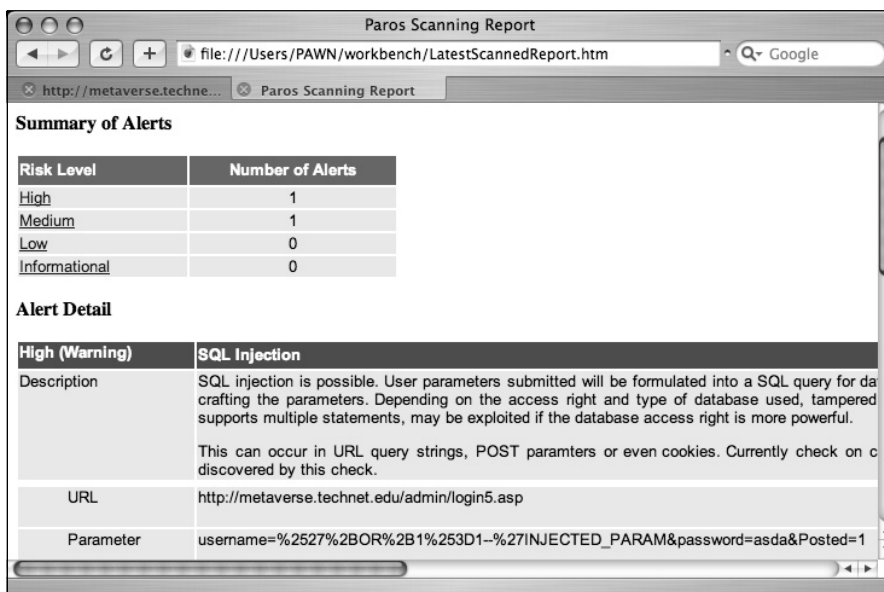 Paros Scanning Report
file:///Users/PAWN/workbench/LatestScannedReport.htm
Google
http://metaverse.techne...
Paros Scanning Report
Summary of Alerts
Risk Level Number of Alerts
High 1
Medium 1
Low 0
Informational 0
Alert Detail
High (Warning) SQL Injection
Description SQL injection is possible. User parameters submitted will be formulated into a SQL query for da
crafting the parameters. Depending on the access right and type of database used, tampered
supports multiple statements, may be exploited if the database access right is more powerful.
This can occur in URL query strings, POST paramters or even cookies. Currently check on c
discovered by this check.
URL http://metaverse.technet.edu/admin/login5.asp
Parameter username=%2527%2BOR%2B1%253D1--%27INJECTED_PARAM&password=asda&Posted=1